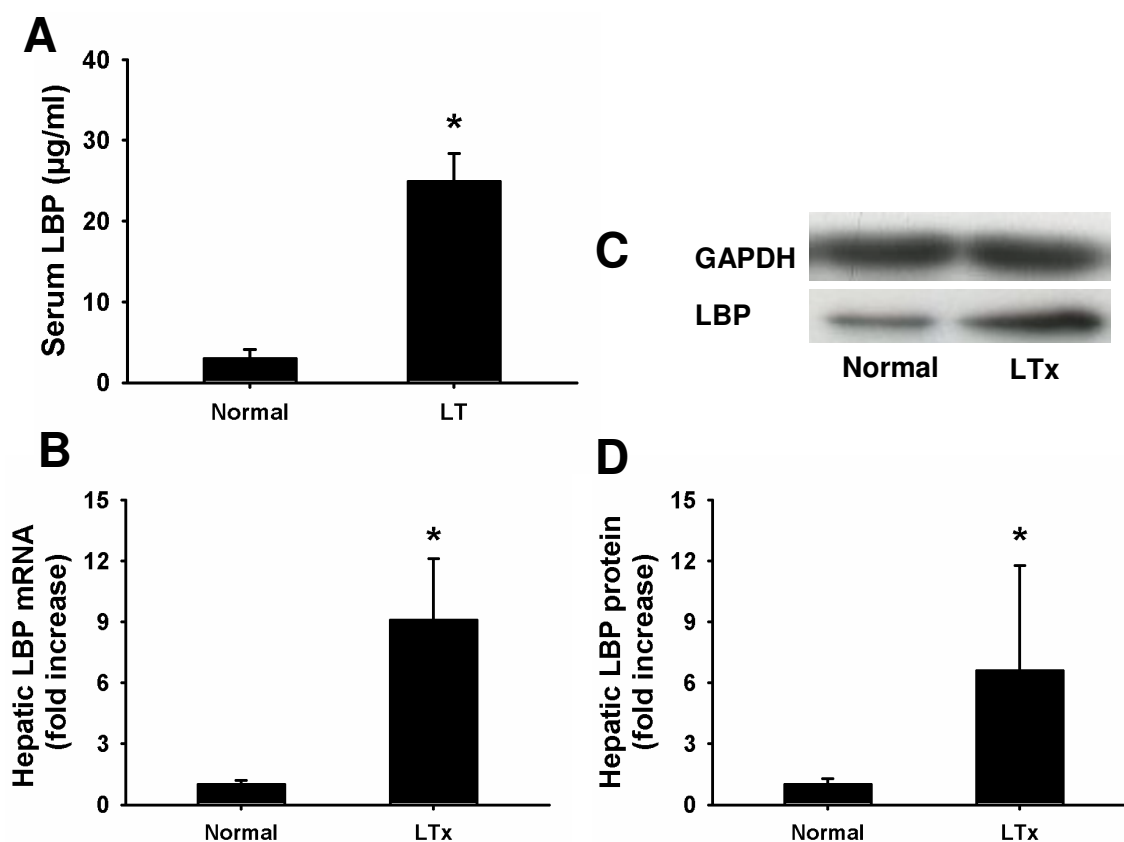 A
Serum LBP (µg/ml)
40
30
20
10
0
*
Normal LT
B
Hepatic LBP mRNA
(fold increase)
15
12
9
6
3
0
*
Normal LTx
C
GAPDH
LBP
Normal LTx
D
Hepatic LBP protein
(fold increase)
15
12
9
6
3
0
*
Normal LTx